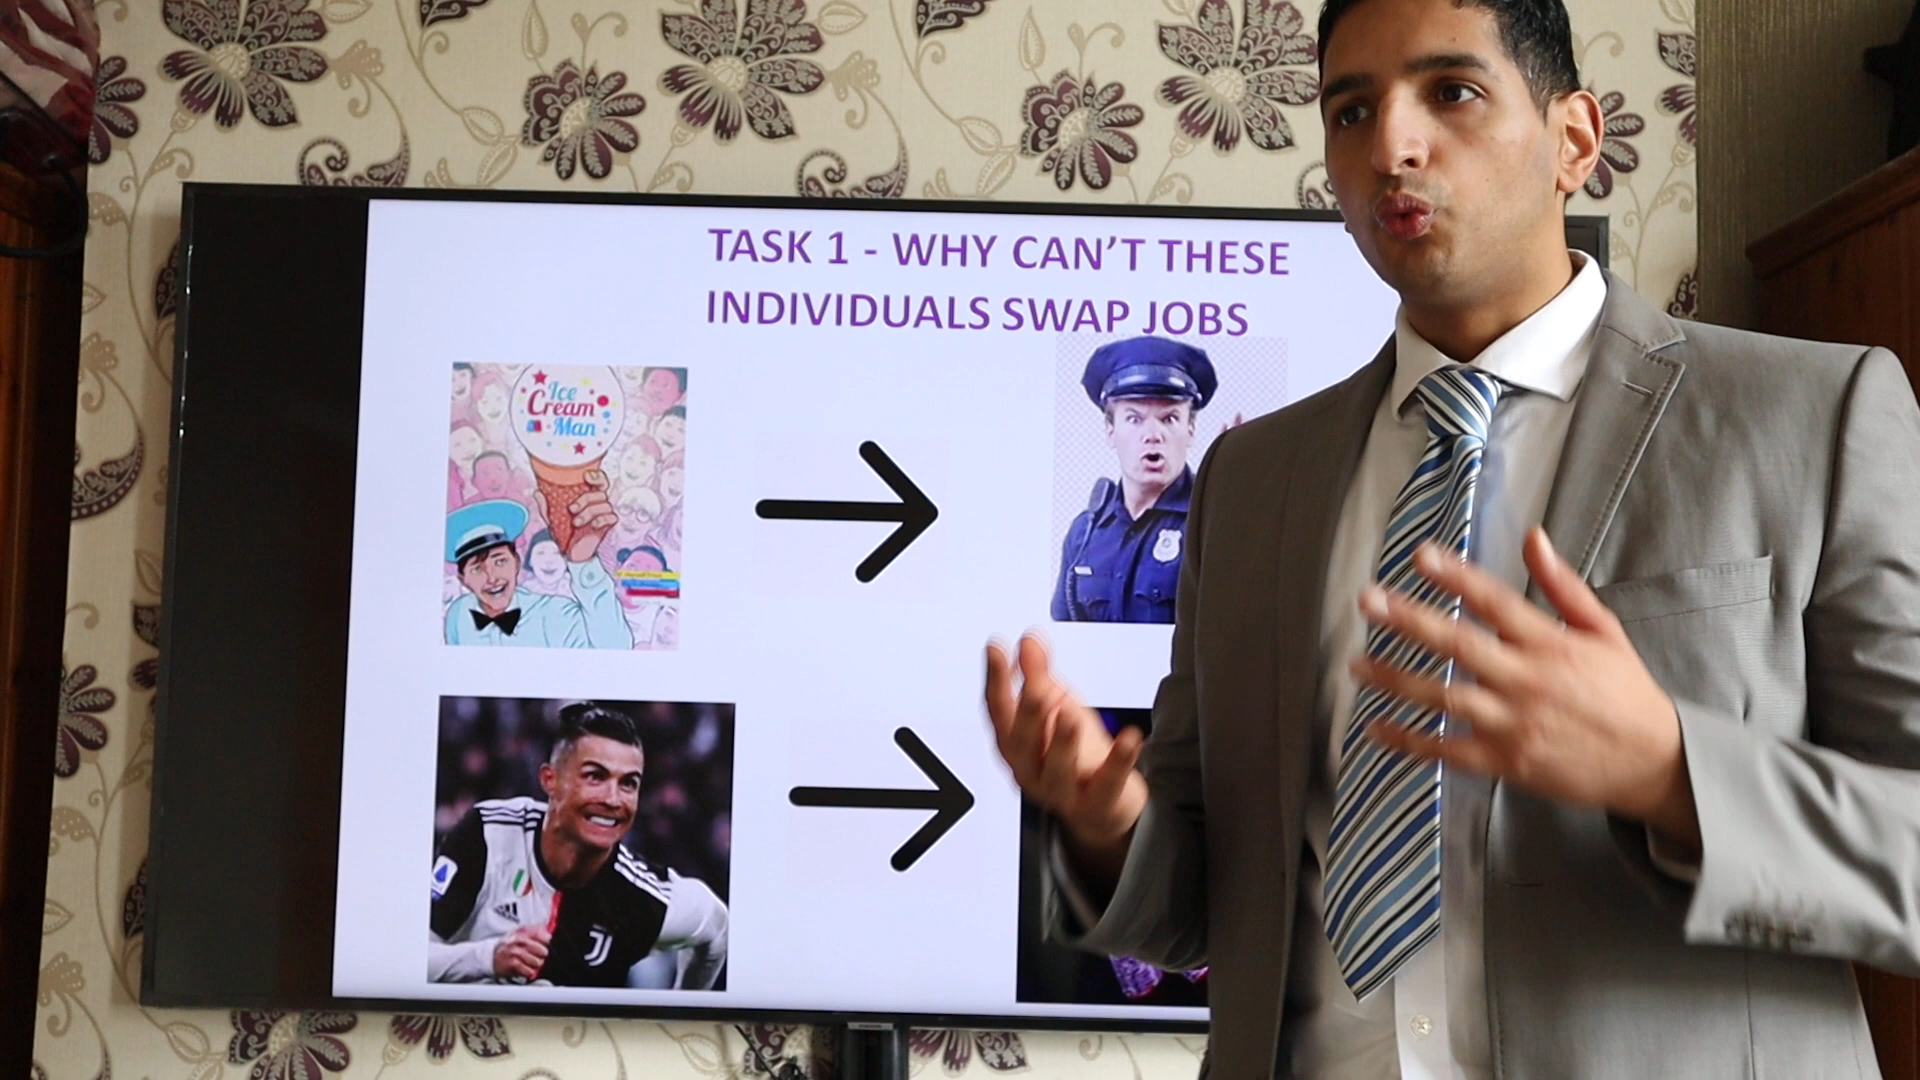 TASK 1 - WHY CAN'T THESE
INDIVIDUALS SWAP JOBS
Ice
Cream
Man